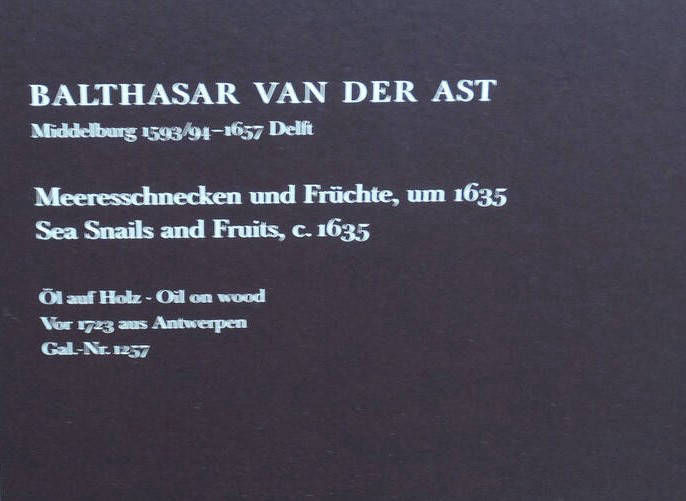 BALTHASAR VAN DER AST
Middelburg 1593/94–1657 Delft
Meeresschnecken und Früchte, um 1635
Sea Snails and Fruits, c. 1635
Öl auf Holz - Oil on wood
Vor 1723 aus Antwerpen
Gal.-Nr. 1257